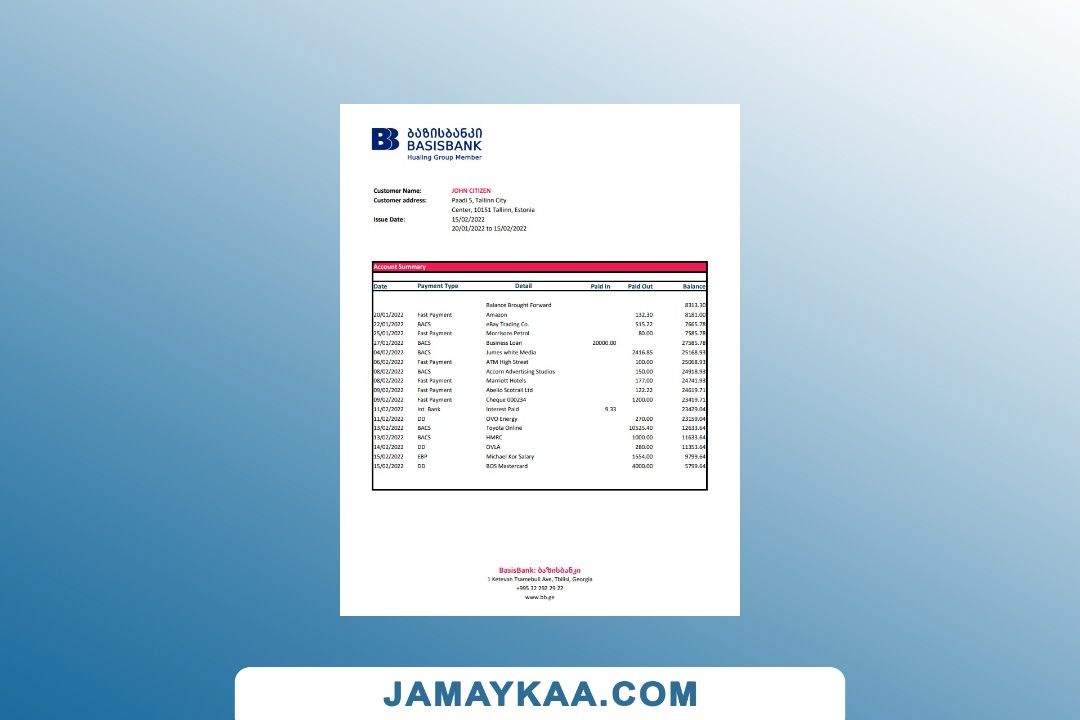 BB ბაზისბანკი
BASISBANK
Hualing Group Member
Customer Name: JOHN CITIZEN
Customer address: Paadi 5, Tallinn City
Center, 10151 Tallinn, Estonia
Issue Date: 15/02/2022
20/01/2022 to 15/02/2022
Account Summary
Date Payment Type Detail Paid In Paid Out Balance
Balance Brought Forward 8313.30
20/01/2022 Fast Payment Amazon 132.30 8181.00
22/01/2022 BACS eBay Trading Co. 515.22 7665.78
25/01/2022 Fast Payment Morrisons Petrol 80.00 7585.78
27/01/2022 BACS Business Loan 20000.00 27585.78
04/02/2022 BACS James white Media 2416.85 25168.93
06/02/2022 Fast Payment ATM High Street 100.00 25068.93
08/02/2022 BACS Accorn Advertising Studios 150.00 24918.93
08/02/2022 Fast Payment Marriott Hotels 177.00 24741.93
09/02/2022 Fast Payment Abelio Scotrail Ltd 122.22 24619.71
09/02/2022 Fast Payment Cheque 000234 1200.00 23419.71
11/02/2022 Int. Bank Interest Paid 9.33 23429.04
11/02/2022 DD OVO Energy 270.00 23159.04
13/02/2022 BACS Toyota Online 10525.40 12633.64
13/02/2022 BACS HMRC 1000.00 11633.64
14/02/2022 DD OVLA 280.00 11353.64
15/02/2022 EBP Michael Kor Salary 1554.00 9799.64
15/02/2022 DD BOS Mastercard 4000.00 5799.64
BasisBank: ბაზისბანკი
1 Ketevan Tsamebuli Ave, Tbilisi, Georgia
+995 32 292 29 22
www.bb.ge
JAMAYKAA.COM